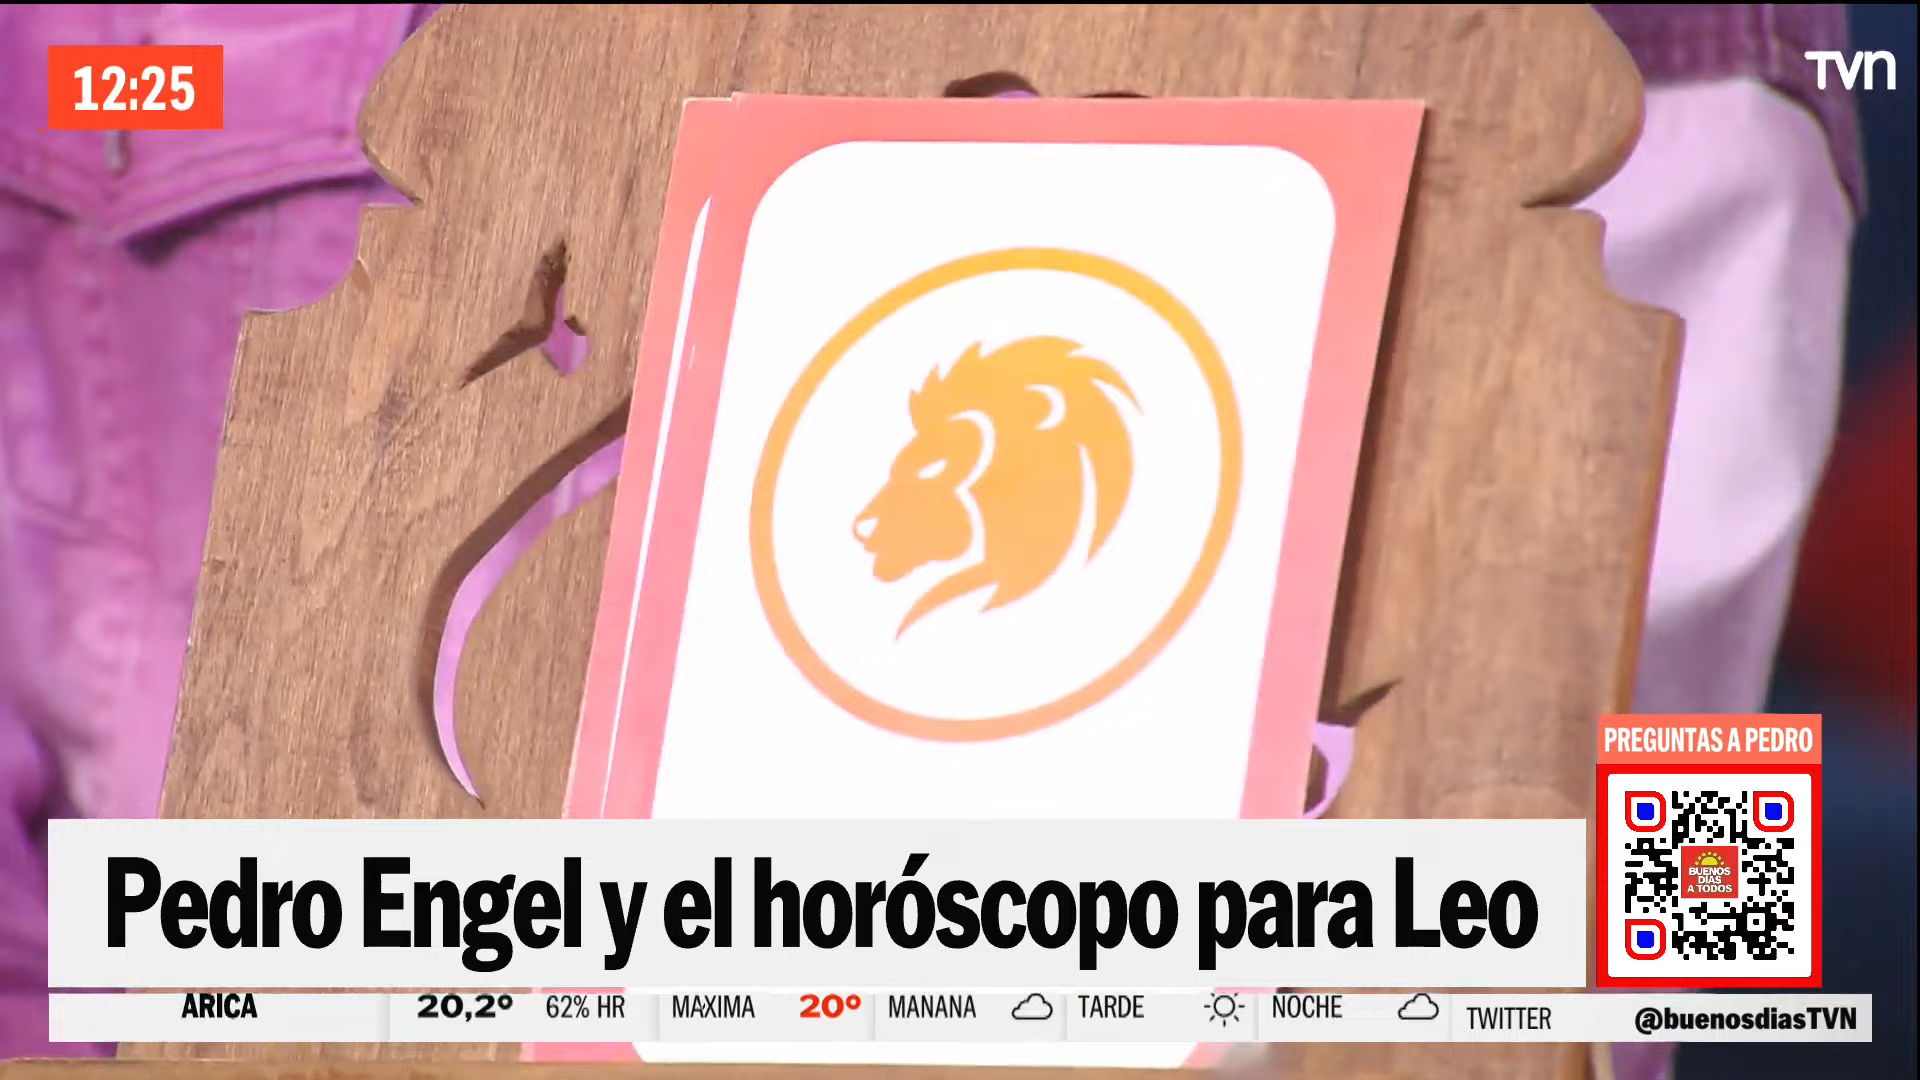 12:25
TVN
PREGUNTAS A PEDRO
BUENOS
DÍAS
A TODOS
Pedro Engel y el horóscopo para Leo
ARICA 20,2° 62% HR MÁXIMA 20° MAÑANA TARDE NOCHE TWITTER @buenosdiasTVN